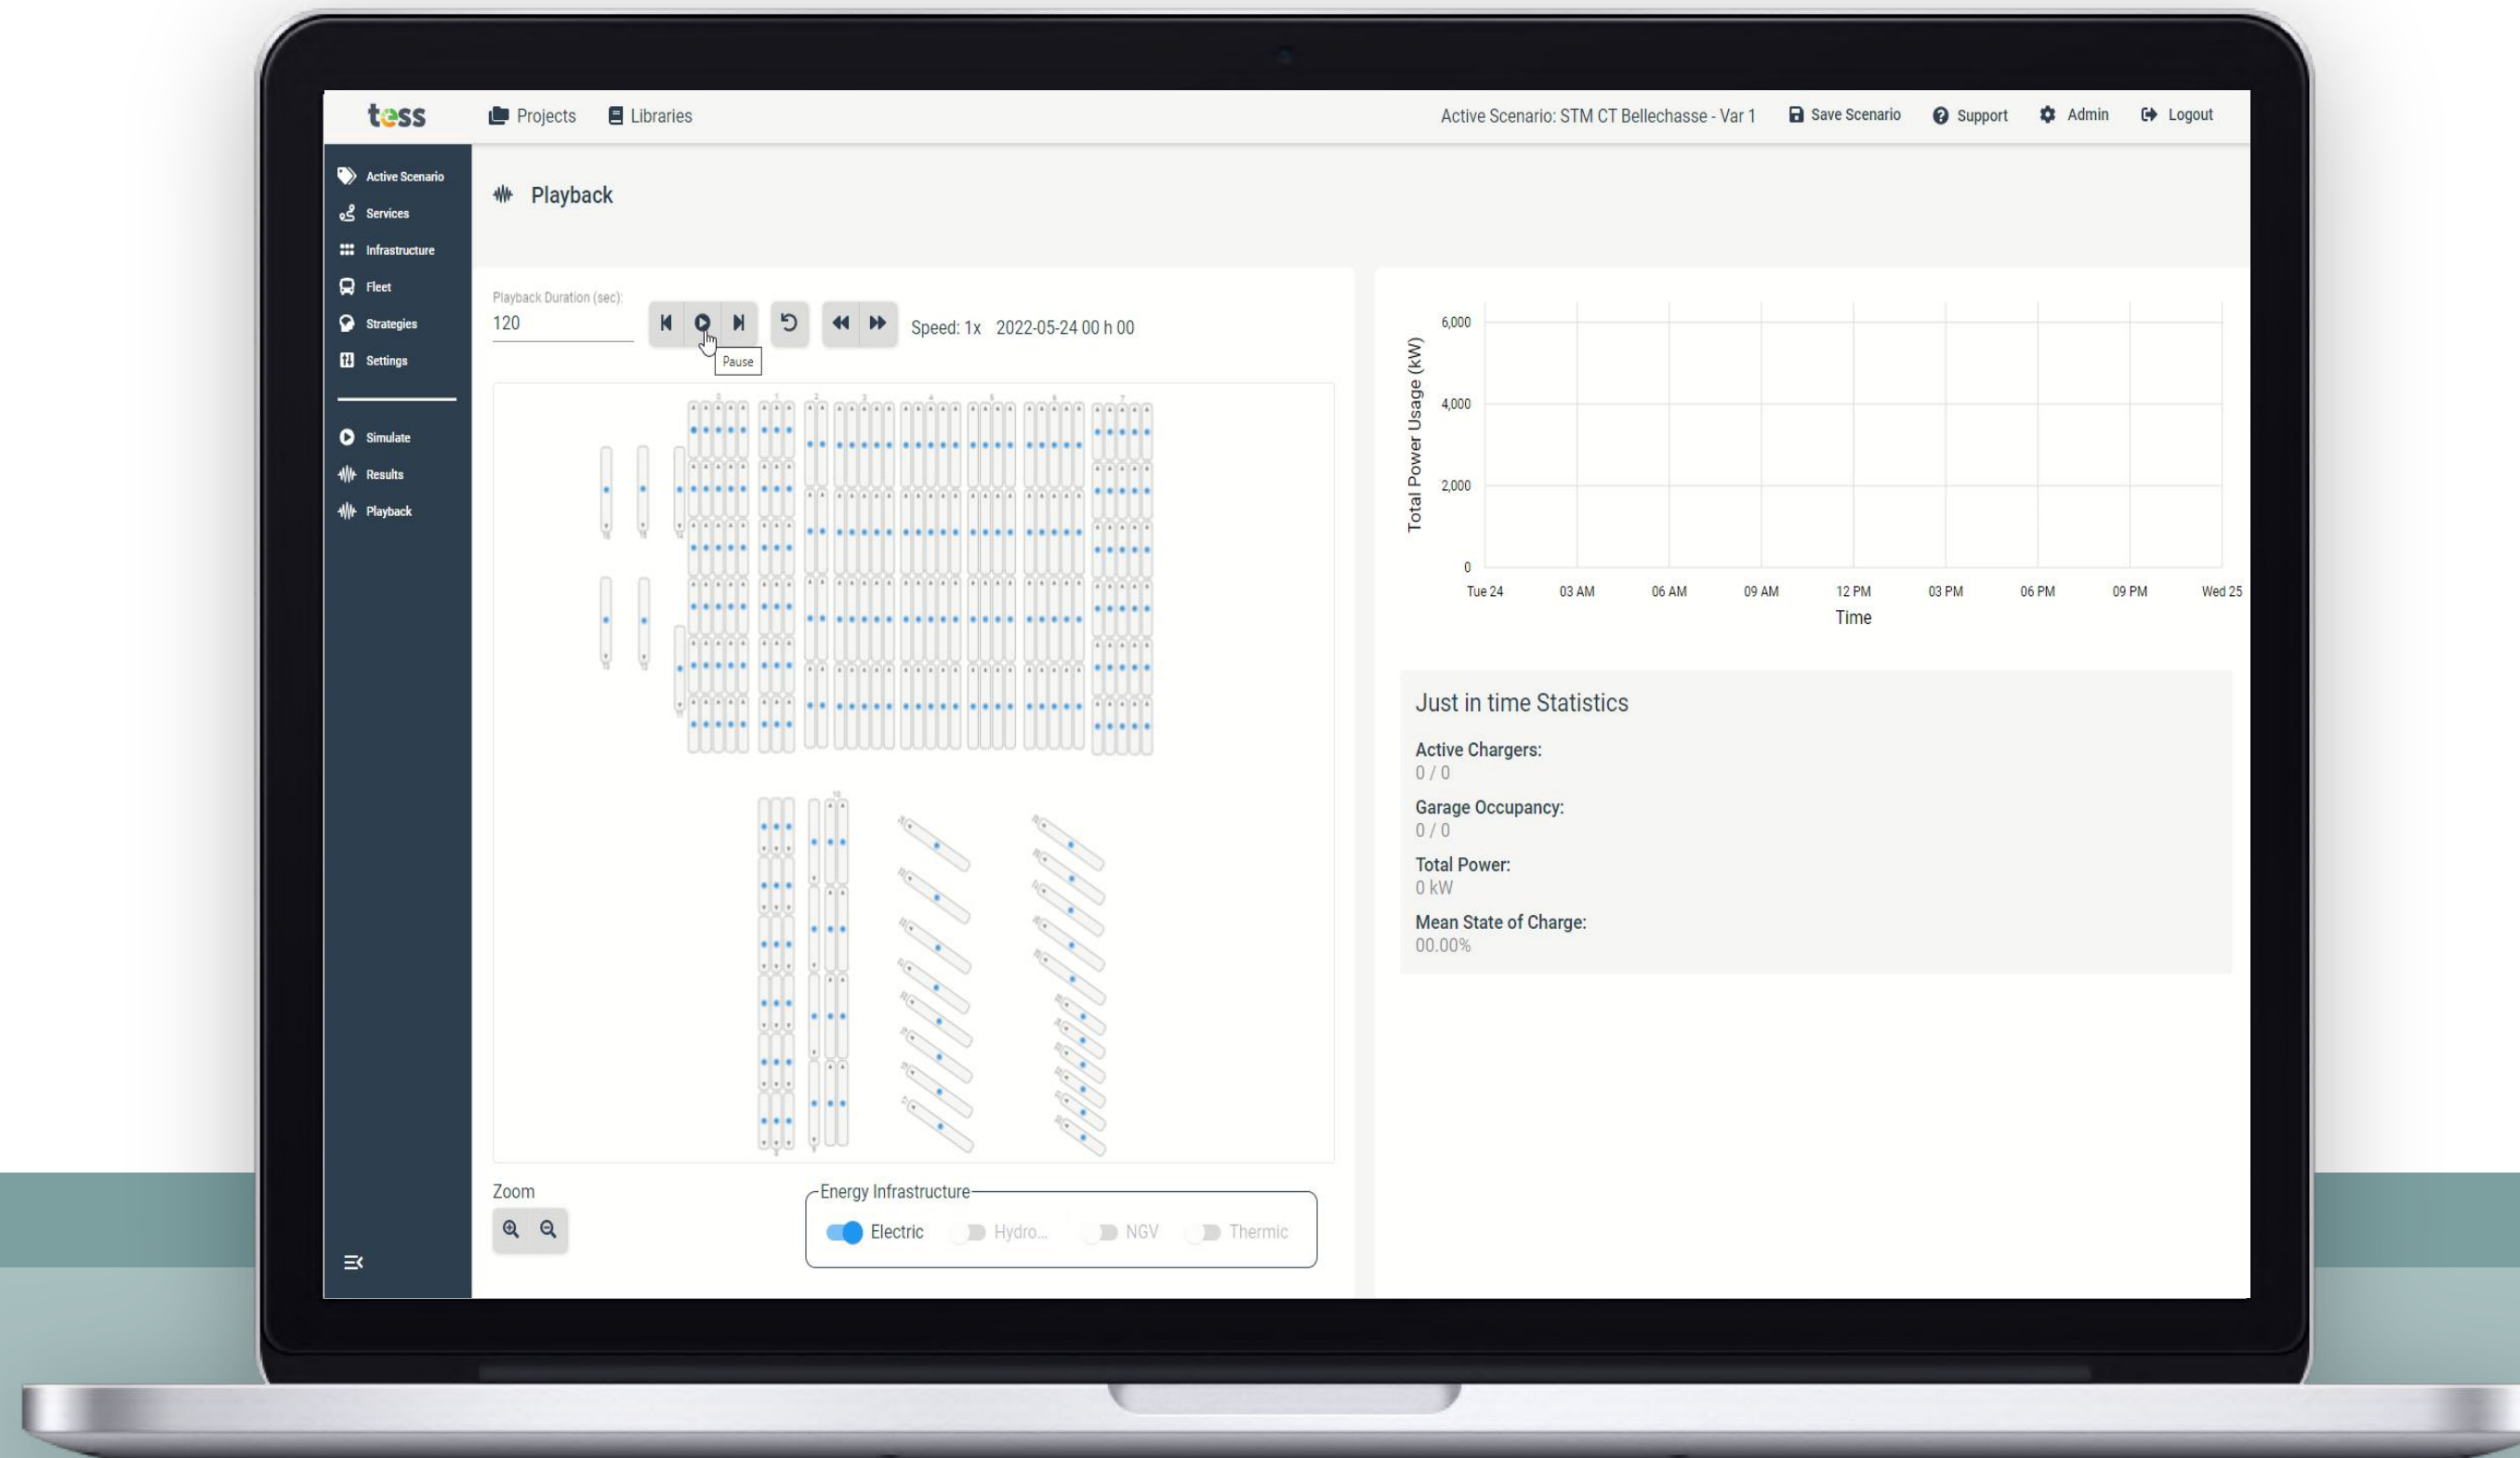 tess
Projects
Libraries
Active Scenario: STM CT Bellechasse - Var 1
Save Scenario
Support
Admin
Logout
Active Scenario
Services
Infrastructure
Fleet
Strategies
Settings
Simulate
Results
Playback
Playback
Playback Duration (sec):
120
Speed: 1x 2022-05-24 00 h 00
Pause
Zoom
Energy Infrastructure
Electric
Hydro...
NGV
Thermic
Total Power Usage (kW)
6,000
4,000
2,000
0
Tue 24 03 AM 06 AM 09 AM 12 PM 03 PM 06 PM 09 PM Wed 25
Time
Just in time Statistics
Active Chargers:
0 / 0
Garage Occupancy:
0 / 0
Total Power:
0 kW
Mean State of Charge:
00.00%